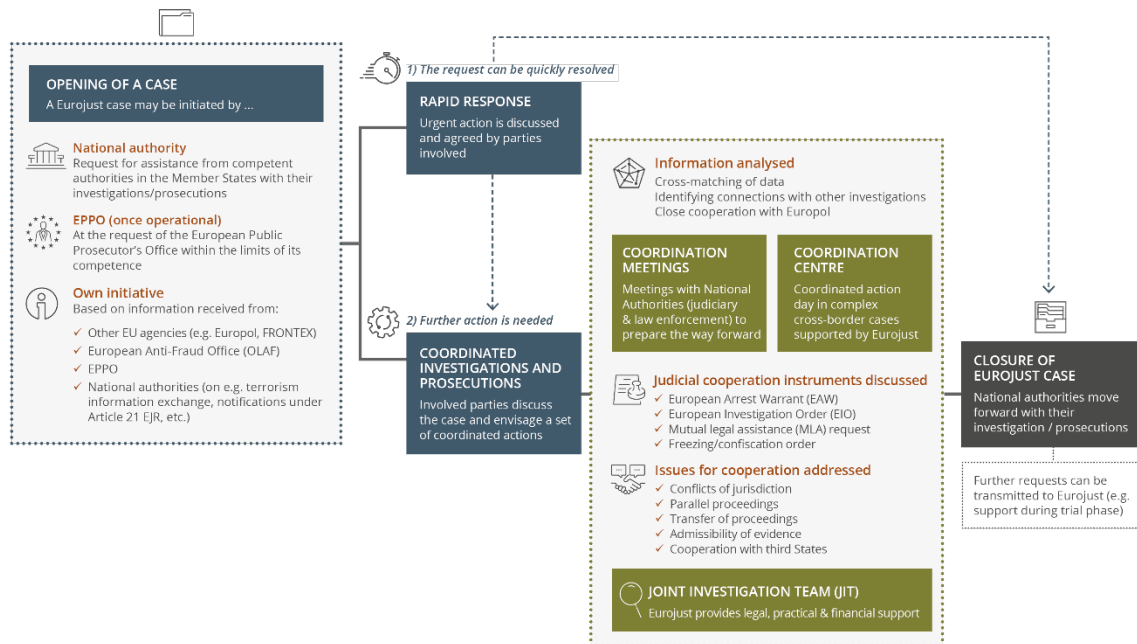 OPENING OF A CASE
A Eurojust case may be initiated by ...
National authority
Request for assistance from competent
authorities in the Member States with their
investigations/prosecutions
EPPO (once operational)
At the request of the European Public
Prosecutor's Office within the limits of its
competence
Own initiative
Based on information received from:
✓ Other EU agencies (e.g. Europol, FRONTEX)
✓ European Anti-Fraud Office (OLAF)
✓ EPPO
✓ National authorities (on e.g. terrorism
information exchange, notifications under
Article 21 EJR, etc.)
1) The request can be quickly resolved
RAPID RESPONSE
Urgent action is discussed
and agreed by parties
involved
2) Further action is needed
COORDINATED
INVESTIGATIONS AND
PROSECUTIONS
Involved parties discuss
the case and envisage a set
of coordinated actions
Information analysed
Cross-matching of data
Identifying connections with other investigations
Close cooperation with Europol
COORDINATION
MEETINGS
Meetings with National
Authorities (judiciary
& law enforcement) to
prepare the way forward
COORDINATION
CENTRE
Coordinated action
day in complex
cross-border cases
supported by Eurojust
Judicial cooperation instruments discussed
✓ European Arrest Warrant (EAW)
✓ European Investigation Order (EIO)
✓ Mutual legal assistance (MLA) request
✓ Freezing/confiscation order
Issues for cooperation addressed
✓ Conflicts of jurisdiction
✓ Parallel proceedings
✓ Transfer of proceedings
✓ Admissibility of evidence
✓ Cooperation with third States
JOINT INVESTIGATION TEAM (JIT)
Eurojust provides legal, practical & financial support
CLOSURE OF
EUROJUST CASE
National authorities move
forward with their
investigation / prosecutions
Further requests can be
transmitted to Eurojust (e.g.
support during trial phase)